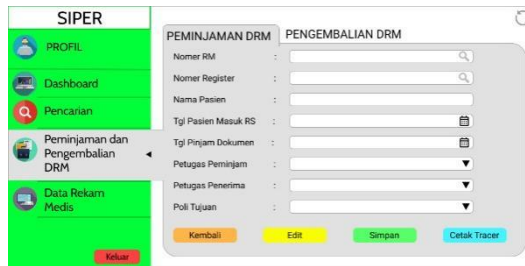 SIPER
PROFIL
Dashboard
Pencarian
Peminjaman dan
Pengembalian
DRM
Data Rekam
Medis
Keluar
PEMINJAMAN DRM
PENGEMBALIAN DRM
Nomer RM :
Nomer Register :
Nama Pasien :
Tgl Pasien Masuk RS :
Tgl Pinjam Dokumen :
Petugas Peminjam :
Petugas Penerima :
Poli Tujuan :
Kembali
Edit
Simpan
Cetak Tracer